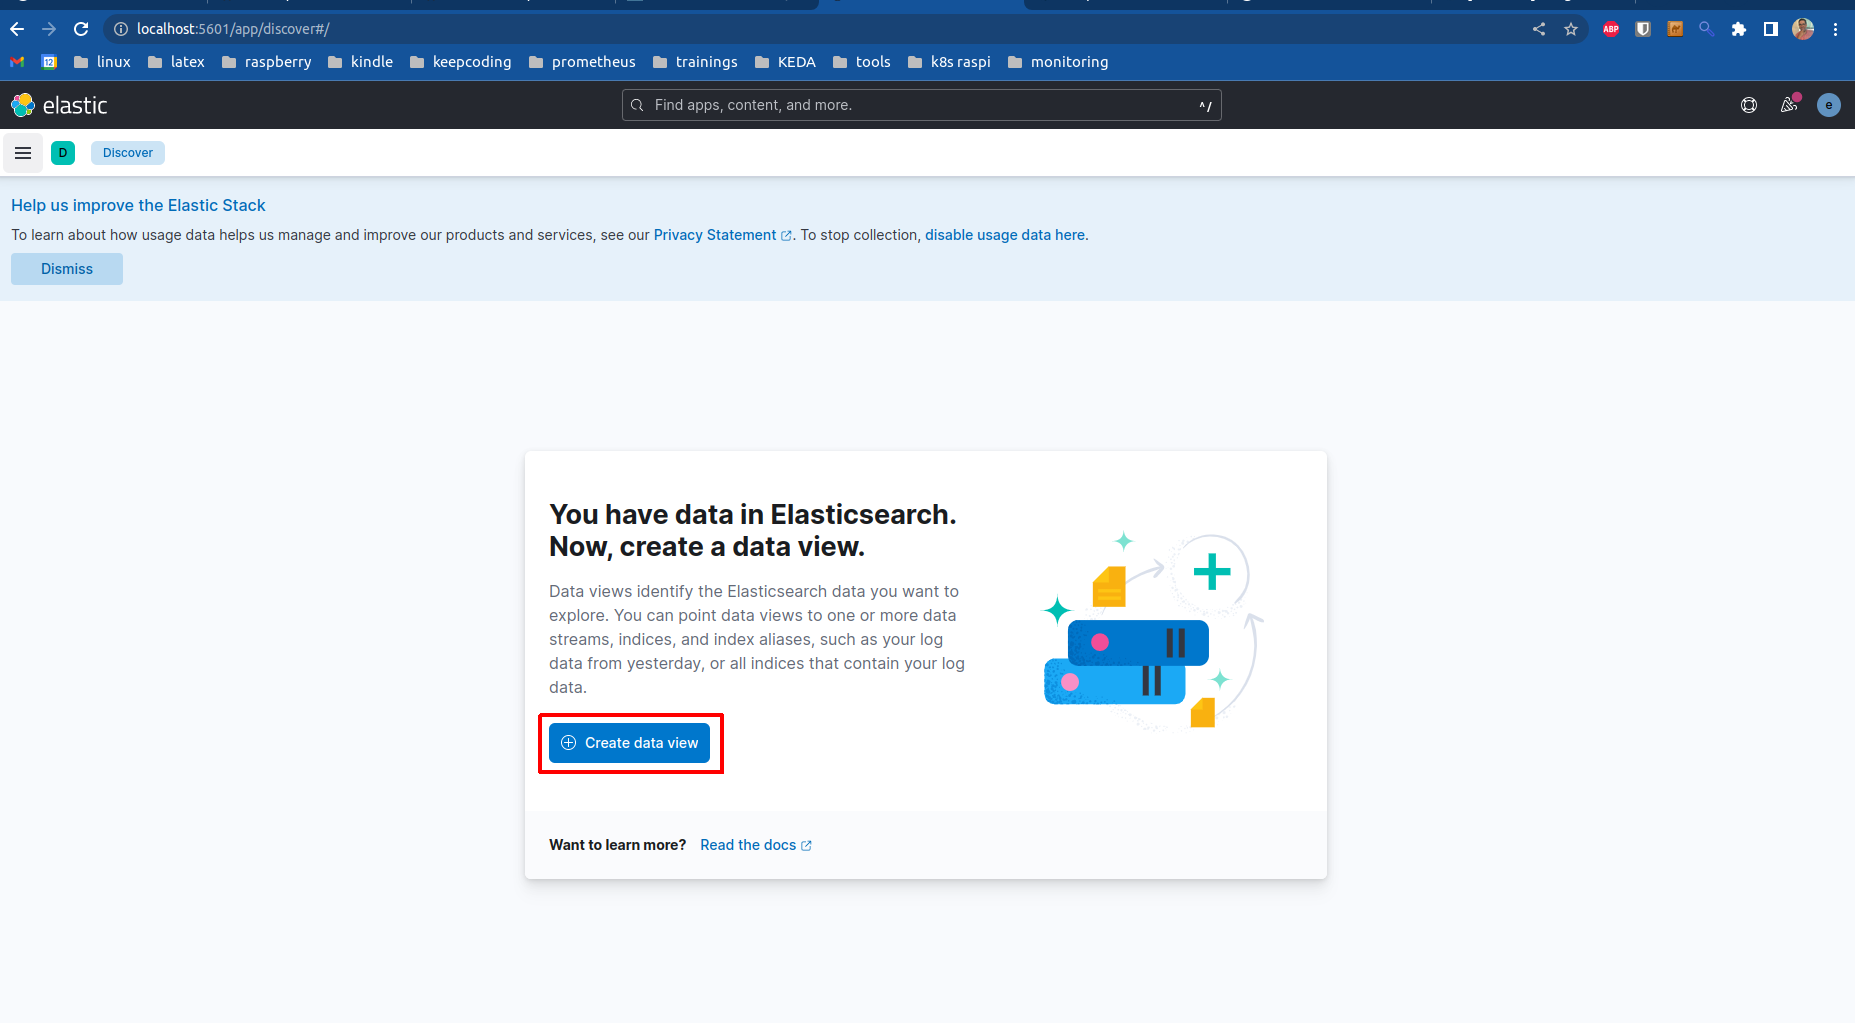 localhost:5601/app/discover#/
ABP
12 linux latex raspberry kindle keepcoding prometheus trainings KEDA tools k8s raspi monitoring
elastic Find apps, content, and more. ^/ e
D Discover
Help us improve the Elastic Stack
To learn about how usage data helps us manage and improve our products and services, see our Privacy Statement. To stop collection, disable usage data here.
Dismiss
You have data in Elasticsearch.
Now, create a data view.
Data views identify the Elasticsearch data you want to
explore. You can point data views to one or more data
streams, indices, and index aliases, such as your log
data from yesterday, or all indices that contain your log
data.
Create data view
Want to learn more? Read the docs